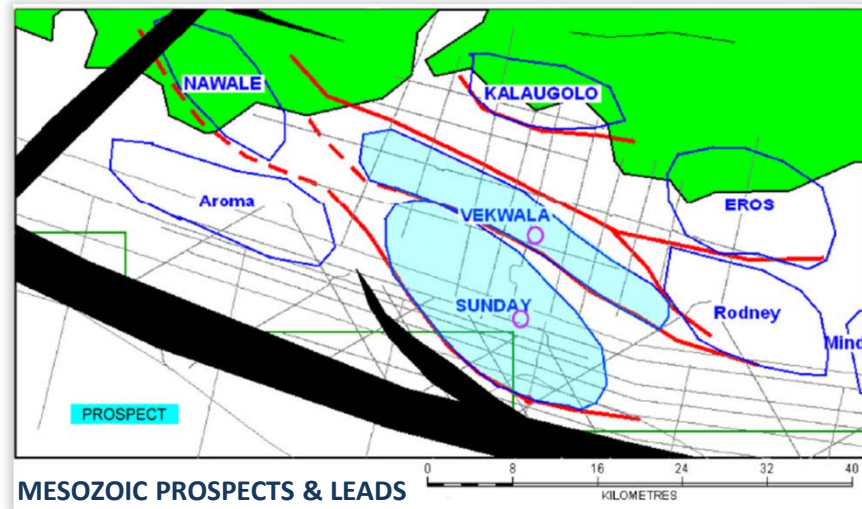 NAWALE
KALAUGOLO
Aroma
VEKWALA
EROS
SUNDAY
Rodney
Mind
PROSPECT
MESOZOIC PROSPECTS & LEADS
0 8 16 24 32 40
KILOMETRES